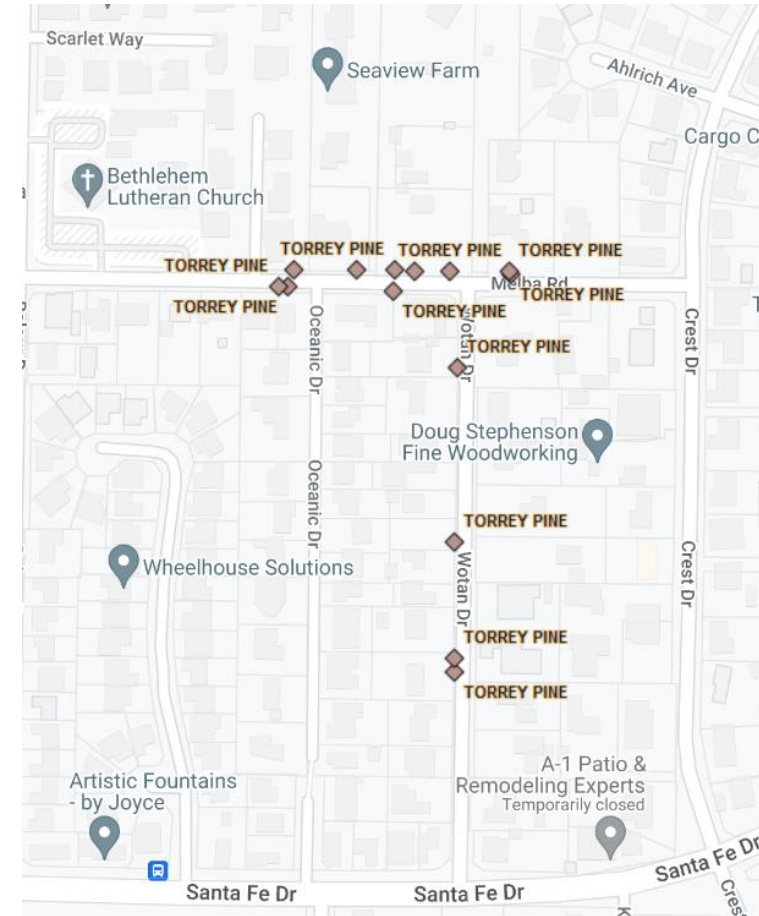 Scarlet Way
Seaview Farm
Ahlrich Ave
Cargo C
Bethlehem
Lutheran Church
TORREY PINE
TORREY PINE
TORREY PINE
TORREY PINE
Melba Rd
TORREY PINE
TORREY PINE
TORREY PINE
Oceanic Dr
Wotan Dr
Crest Dr
TORREY PINE
Doug Stephenson
Fine Woodworking
Oceanic Dr
TORREY PINE
Wheelhouse Solutions
Wotan Dr
Crest Dr
TORREY PINE
TORREY PINE
A-1 Patio &
Remodeling Experts
Temporarily closed
Artistic Fountains
- by Joyce
Santa Fe Dr
Santa Fe Dr
Santa Fe Dr
Cres